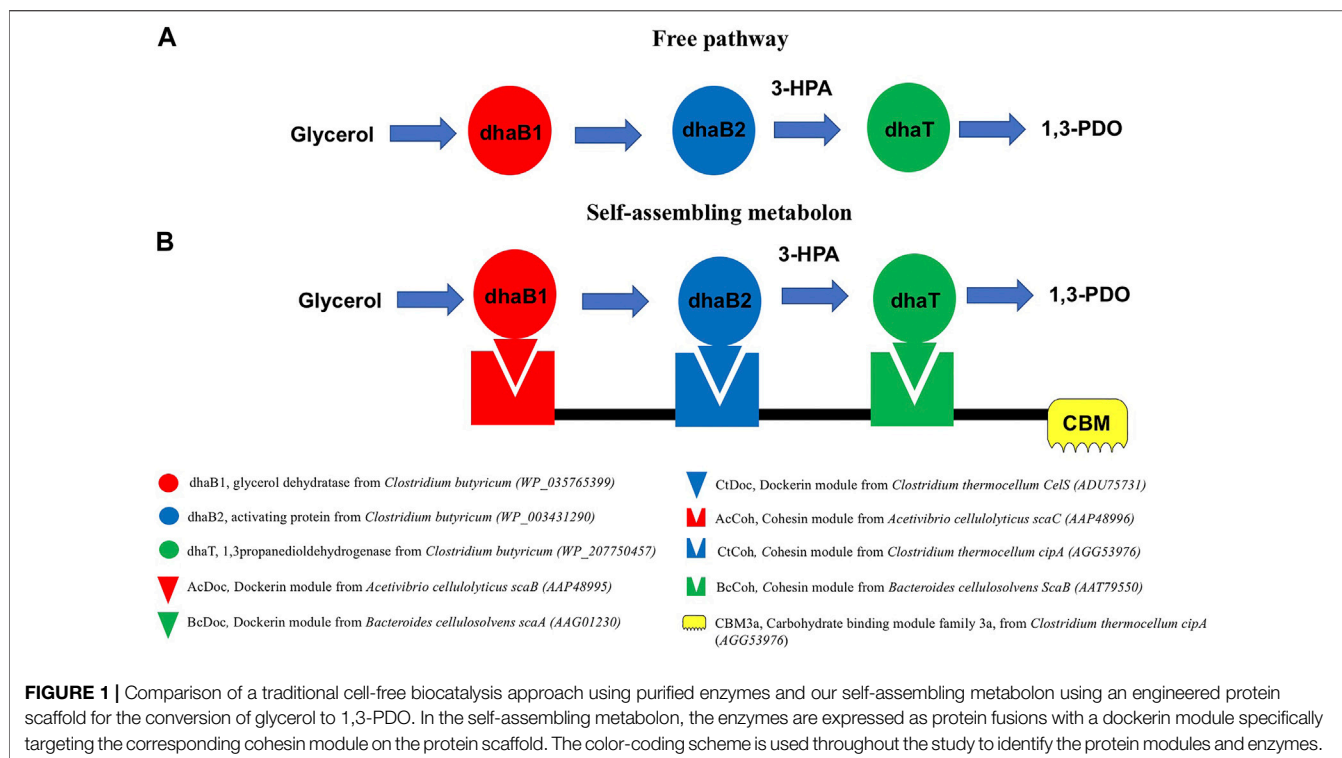 A
Free pathway
Glycerol
dhaB1
dhaB2
3-HPA
dhaT
1,3-PDO
Self-assembling metabolon
B
Glycerol
dhaB1
dhaB2
3-HPA
dhaT
1,3-PDO
CBM
dhaB1, glycerol dehydratase from Clostridium butyricum (WP_035765399)
dhaB2, activating protein from Clostridium butyricum (WP_003431290)
dhaT, 1,3propanedioldehydrogenase from Clostridium butyricum (WP_207750457)
AcDoc, Dockerin module from Acetivibrio cellulolyticus scaB (AAP48995)
BcDoc, Dockerin module from Bacteroides cellulosolvens scaA (AAG01230)
CtDoc, Dockerin module from Clostridium thermocellum CelS (ADU75731)
AcCoh, Cohesin module from Acetivibrio cellulolyticus scaC (AAP48996)
CtCoh, Cohesin module from Clostridium thermocellum cipA (AGG53976)
BcCoh, Cohesin module from Bacteroides cellulosolvens ScaB (AAT79550)
CBM3a, Carbohydrate binding module family 3a, from Clostridium thermocellum cipA
(AGG53976)
FIGURE 1 | Comparison of a traditional cell-free biocatalysis approach using purified enzymes and our self-assembling metabolon using an engineered protein
scaffold for the conversion of glycerol to 1,3-PDO. In the self-assembling metabolon, the enzymes are expressed as protein fusions with a dockerin module specifically
targeting the corresponding cohesin module on the protein scaffold. The color-coding scheme is used throughout the study to identify the protein modules and enzymes.